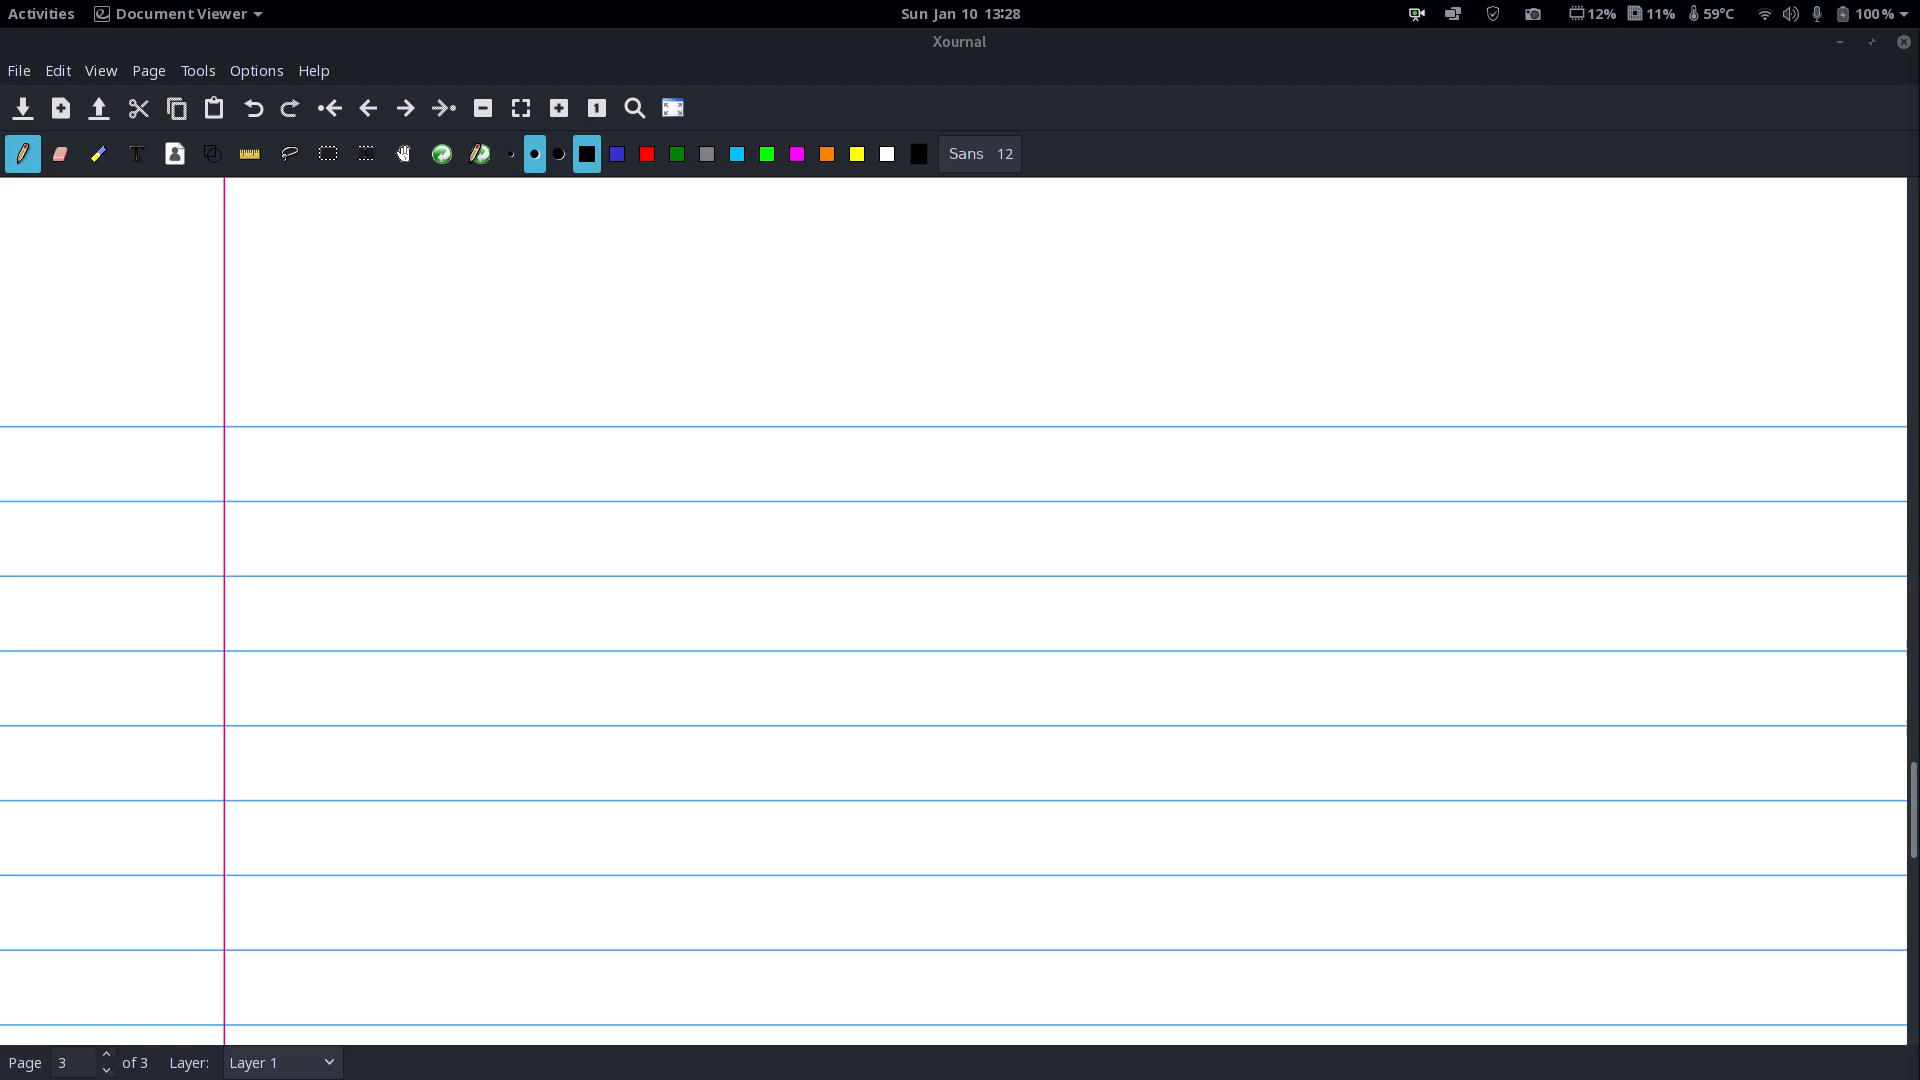 Activities Document Viewer Sun Jan 10 13:28 12% 11% 59°C 100%
Xournal
File Edit View Page Tools Options Help
1
T Sans 12
Page 3 of 3 Layer: Layer 1